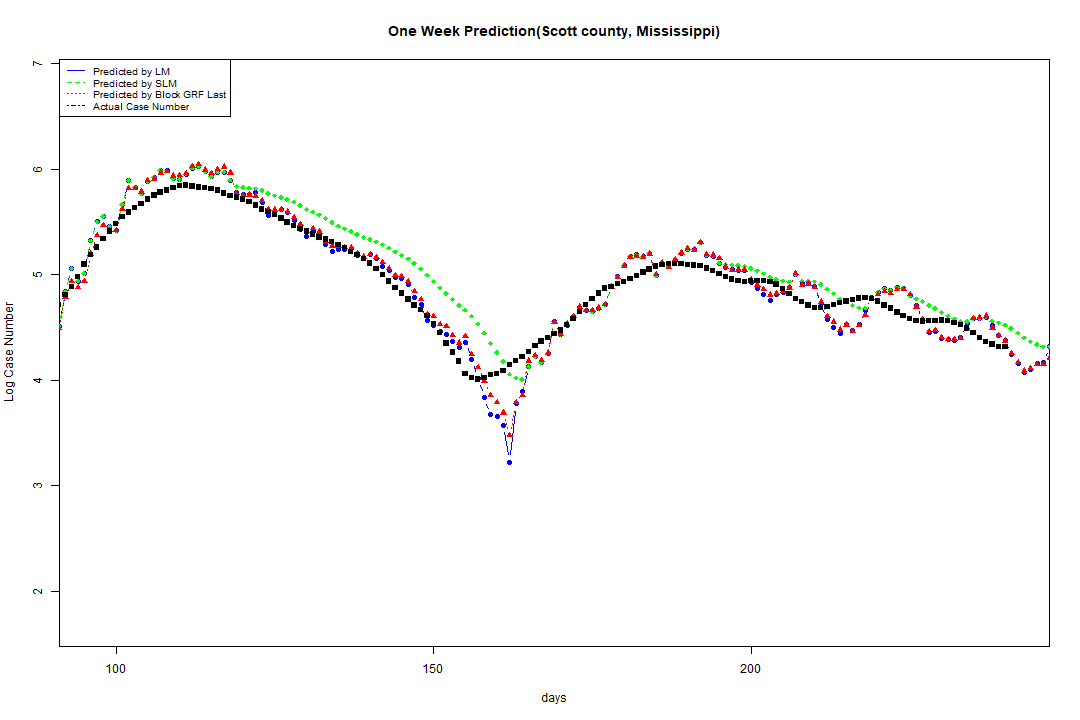 One Week Prediction(Scott county, Mississippi)
Predicted by LM
Predicted by SLM
Predicted by Block GRF Last
Actual Case Number
7
6
5
4
3
2
Log Case Number
100 150 200
days